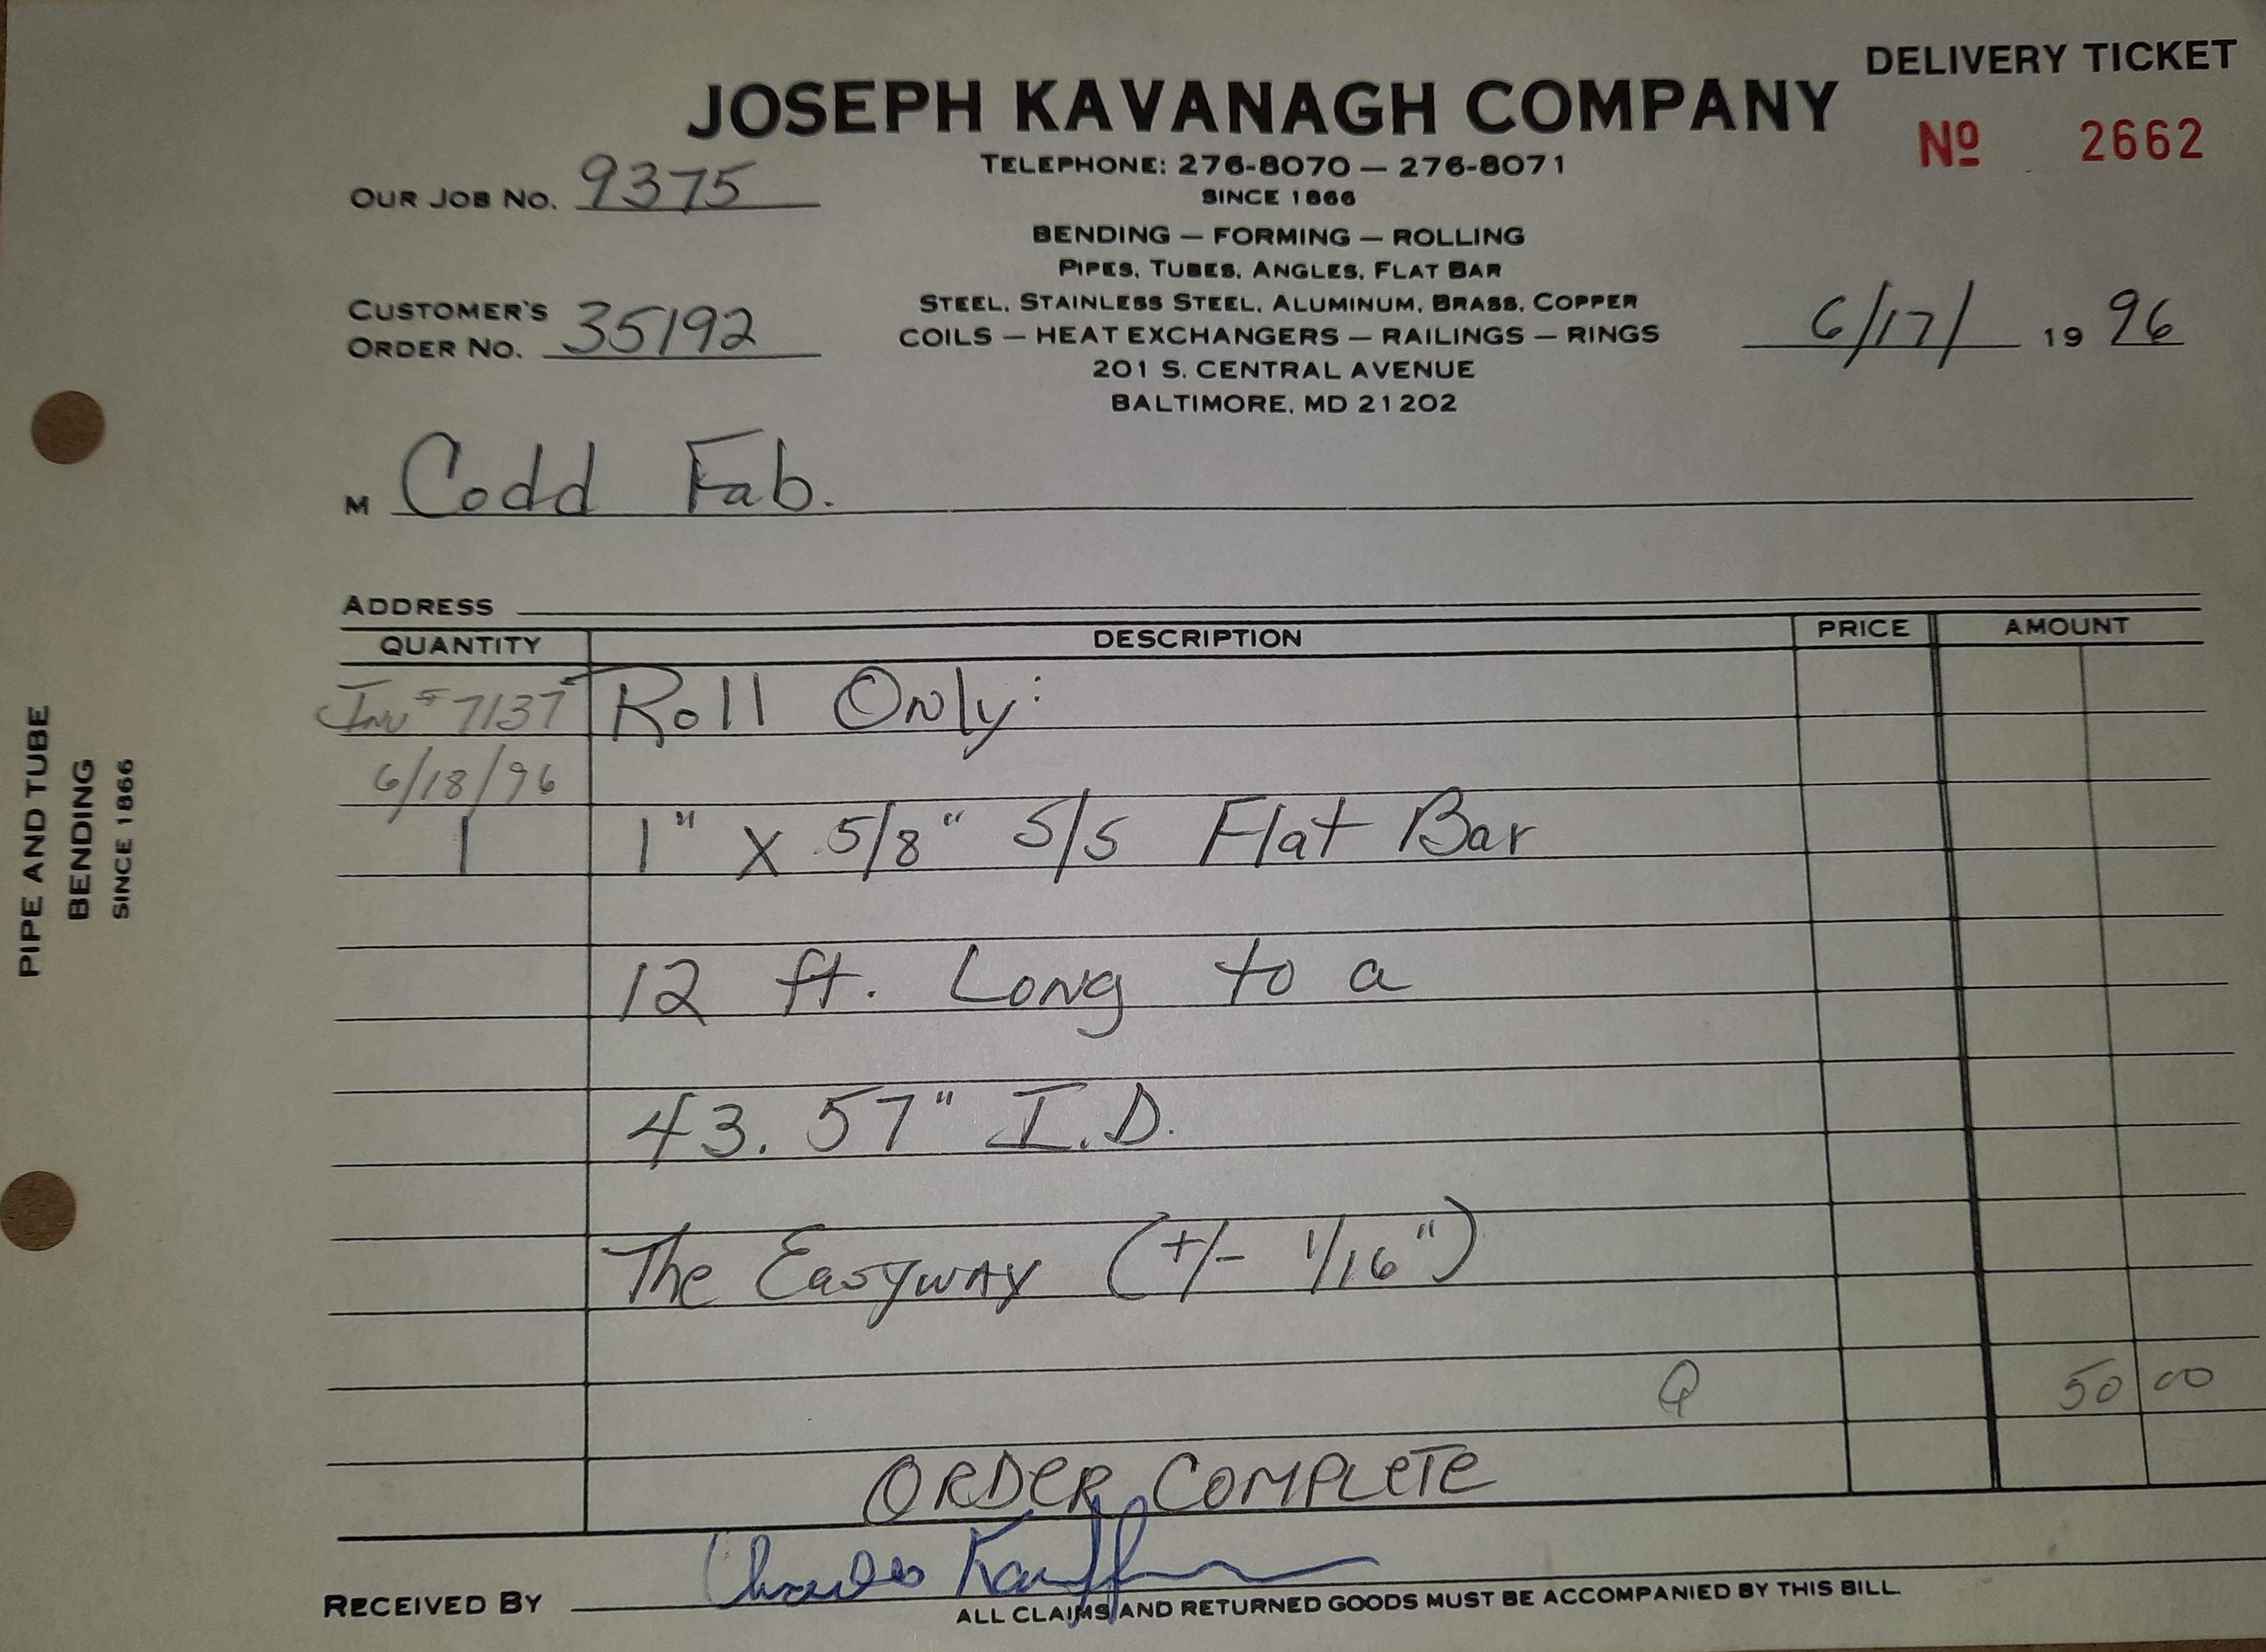 DELIVERY TICKET
JOSEPH KAVANAGH COMPANY
№ 2662
TELEPHONE: 276-8070 — 276-8071
SINCE 1866
OUR JOB NO. 9375
BENDING — FORMING — ROLLING
PIPES, TUBES, ANGLES, FLAT BAR
STEEL, STAINLESS STEEL, ALUMINUM, BRASS, COPPER
CUSTOMER'S
ORDER NO. 35192
COILS — HEAT EXCHANGERS — RAILINGS — RINGS
6/17/ 19 96
201 S. CENTRAL AVENUE
BALTIMORE, MD 21202
M Codd Fab.
ADDRESS
QUANTITY DESCRIPTION PRICE AMOUNT
Inv # 7137 Roll Only:
6/18/96
1 1" X 5/8" S/S Flat Bar
12 ft. Long to a
43.57" I.D.
The Easyway (+/- 1/16")
Q 50 00
ORDER COMPLETE
RECEIVED BY Charles
ALL CLAIMS AND RETURNED GOODS MUST BE ACCOMPANIED BY THIS BILL.
PIPE AND TUBE
BENDING
SINCE 1866